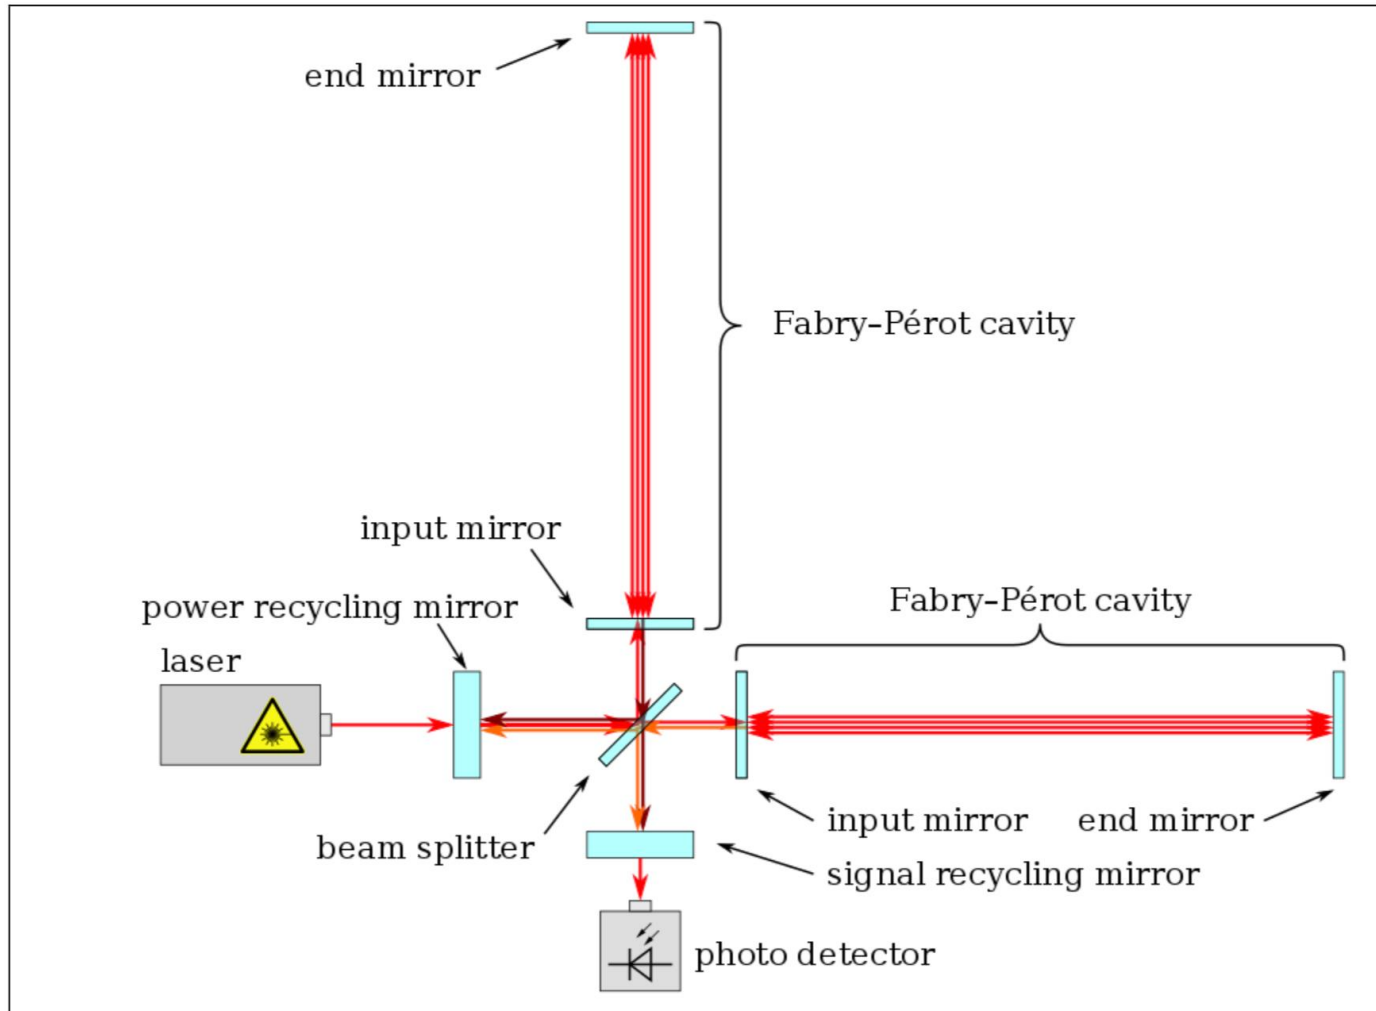 end mirror
Fabry–Pérot cavity
input mirror
Fabry–Pérot cavity
power recycling mirror
laser
input mirror
end mirror
beam splitter
signal recycling mirror
photo detector